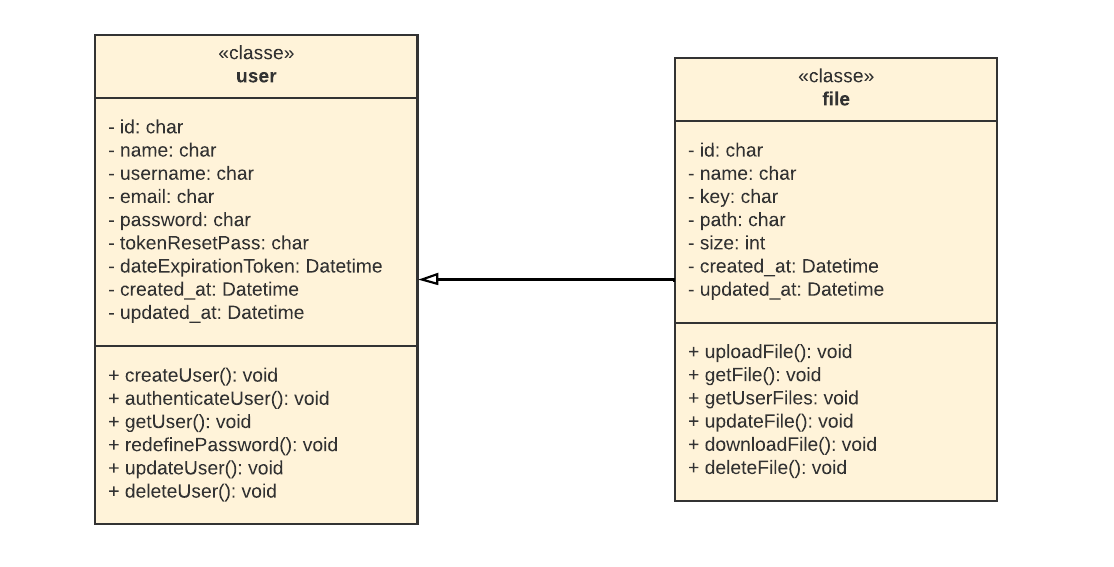 «classe»
user
- id: char
- name: char
- username: char
- email: char
- password: char
- tokenResetPass: char
- dateExpirationToken: Datetime
- created_at: Datetime
- updated_at: Datetime
+ createUser(): void
+ authenticateUser(): void
+ getUser(): void
+ redefinePassword(): void
+ updateUser(): void
+ deleteUser(): void
«classe»
file
- id: char
- name: char
- key: char
- path: char
- size: int
- created_at: Datetime
- updated_at: Datetime
+ uploadFile(): void
+ getFile(): void
+ getUserFiles: void
+ updateFile(): void
+ downloadFile(): void
+ deleteFile(): void